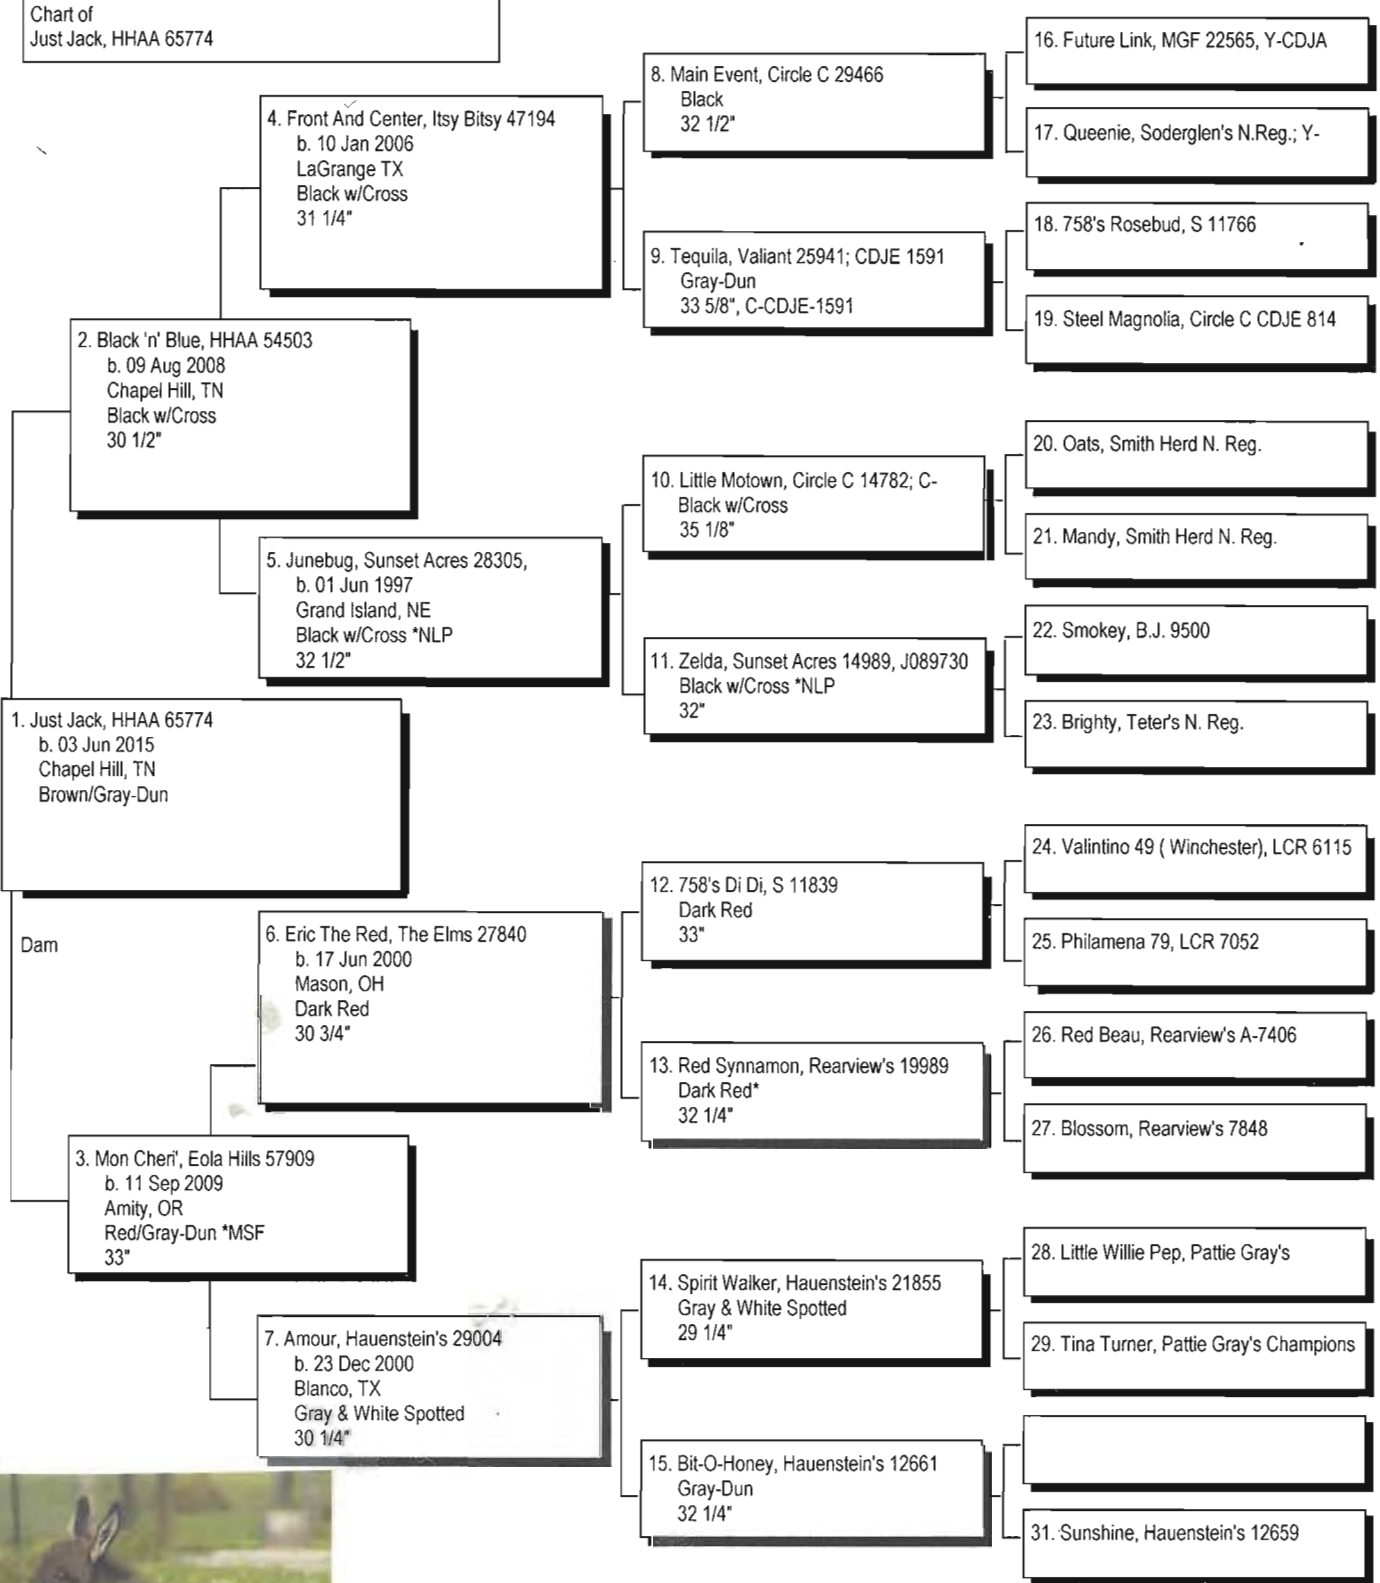 Chart of
Just Jack, HHAA 65774
1. Just Jack, HHAA 65774
b. 03 Jun 2015
Chapel Hill, TN
Brown/Gray-Dun
Dam
2. Black 'n' Blue, HHAA 54503
b. 09 Aug 2008
Chapel Hill, TN
Black w/Cross
30 1/2"
3. Mon Cheri', Eola Hills 57909
b. 11 Sep 2009
Amity, OR
Red/Gray-Dun *MSF
33"
4. Front And Center, Itsy Bitsy 47194
b. 10 Jan 2006
LaGrange TX
Black w/Cross
31 1/4"
5. Junebug, Sunset Acres 28305,
b. 01 Jun 1997
Grand Island, NE
Black w/Cross *NLP
32 1/2"
6. Eric The Red, The Elms 27840
b. 17 Jun 2000
Mason, OH
Dark Red
30 3/4"
7. Amour, Hauenstein's 29004
b. 23 Dec 2000
Blanco, TX
Gray & White Spotted
30 1/4"
8. Main Event, Circle C 29466
Black
32 1/2"
9. Tequila, Valiant 25941; CDJE 1591
Gray-Dun
33 5/8", C-CDJE-1591
10. Little Motown, Circle C 14782; C-
Black w/Cross
35 1/8"
11. Zelda, Sunset Acres 14989, J089730
Black w/Cross *NLP
32"
12. 758's Di Di, S 11839
Dark Red
33"
13. Red Synnamon, Rearview's 19989
Dark Red*
32 1/4"
14. Spirit Walker, Hauenstein's 21855
Gray & White Spotted
29 1/4"
15. Bit-O-Honey, Hauenstein's 12661
Gray-Dun
32 1/4"
16. Future Link, MGF 22565, Y-CDJA
17. Queenie, Soderglen's N.Reg.; Y-
18. 758's Rosebud, S 11766
19. Steel Magnolia, Circle C CDJE 814
20. Oats, Smith Herd N. Reg.
21. Mandy, Smith Herd N. Reg.
22. Smokey, B.J. 9500
23. Brighty, Teter's N. Reg.
24. Valintino 49 ( Winchester), LCR 6115
25. Philamena 79, LCR 7052
26. Red Beau, Rearview's A-7406
27. Blossom, Rearview's 7848
28. Little Willie Pep, Pattie Gray's
29. Tina Turner, Pattie Gray's Champions
31. Sunshine, Hauenstein's 12659